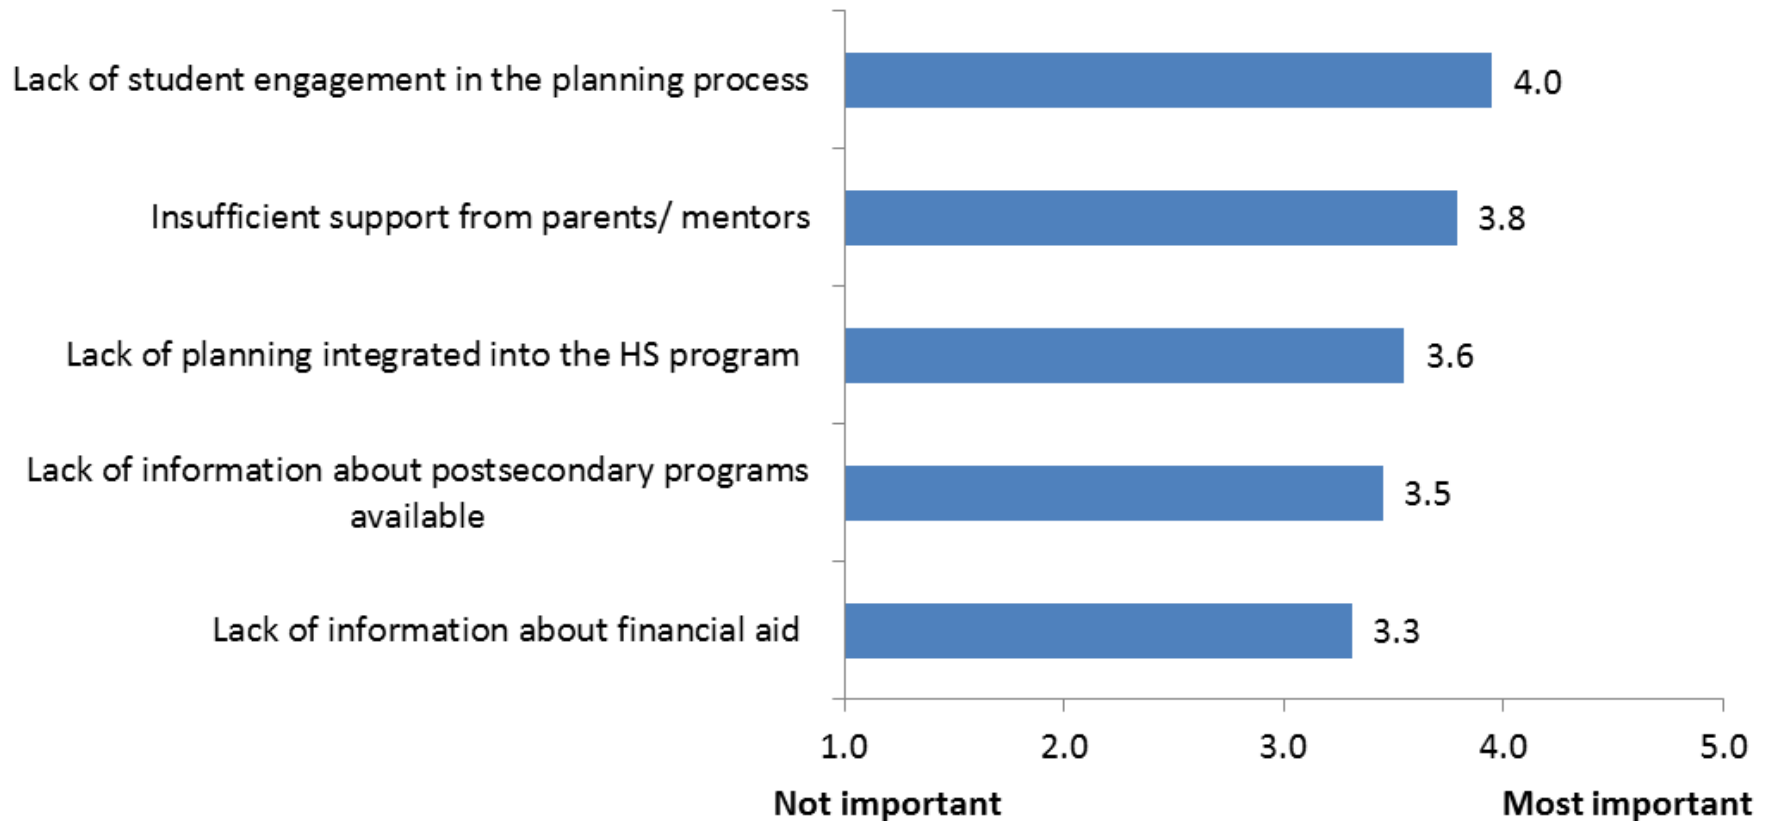 Lack of student engagement in the planning process
4.0
Insufficient support from parents/ mentors
3.8
Lack of planning integrated into the HS program
3.6
Lack of information about postsecondary programs
available
3.5
Lack of information about financial aid
3.3
1.0 2.0 3.0 4.0 5.0
Not important Most important